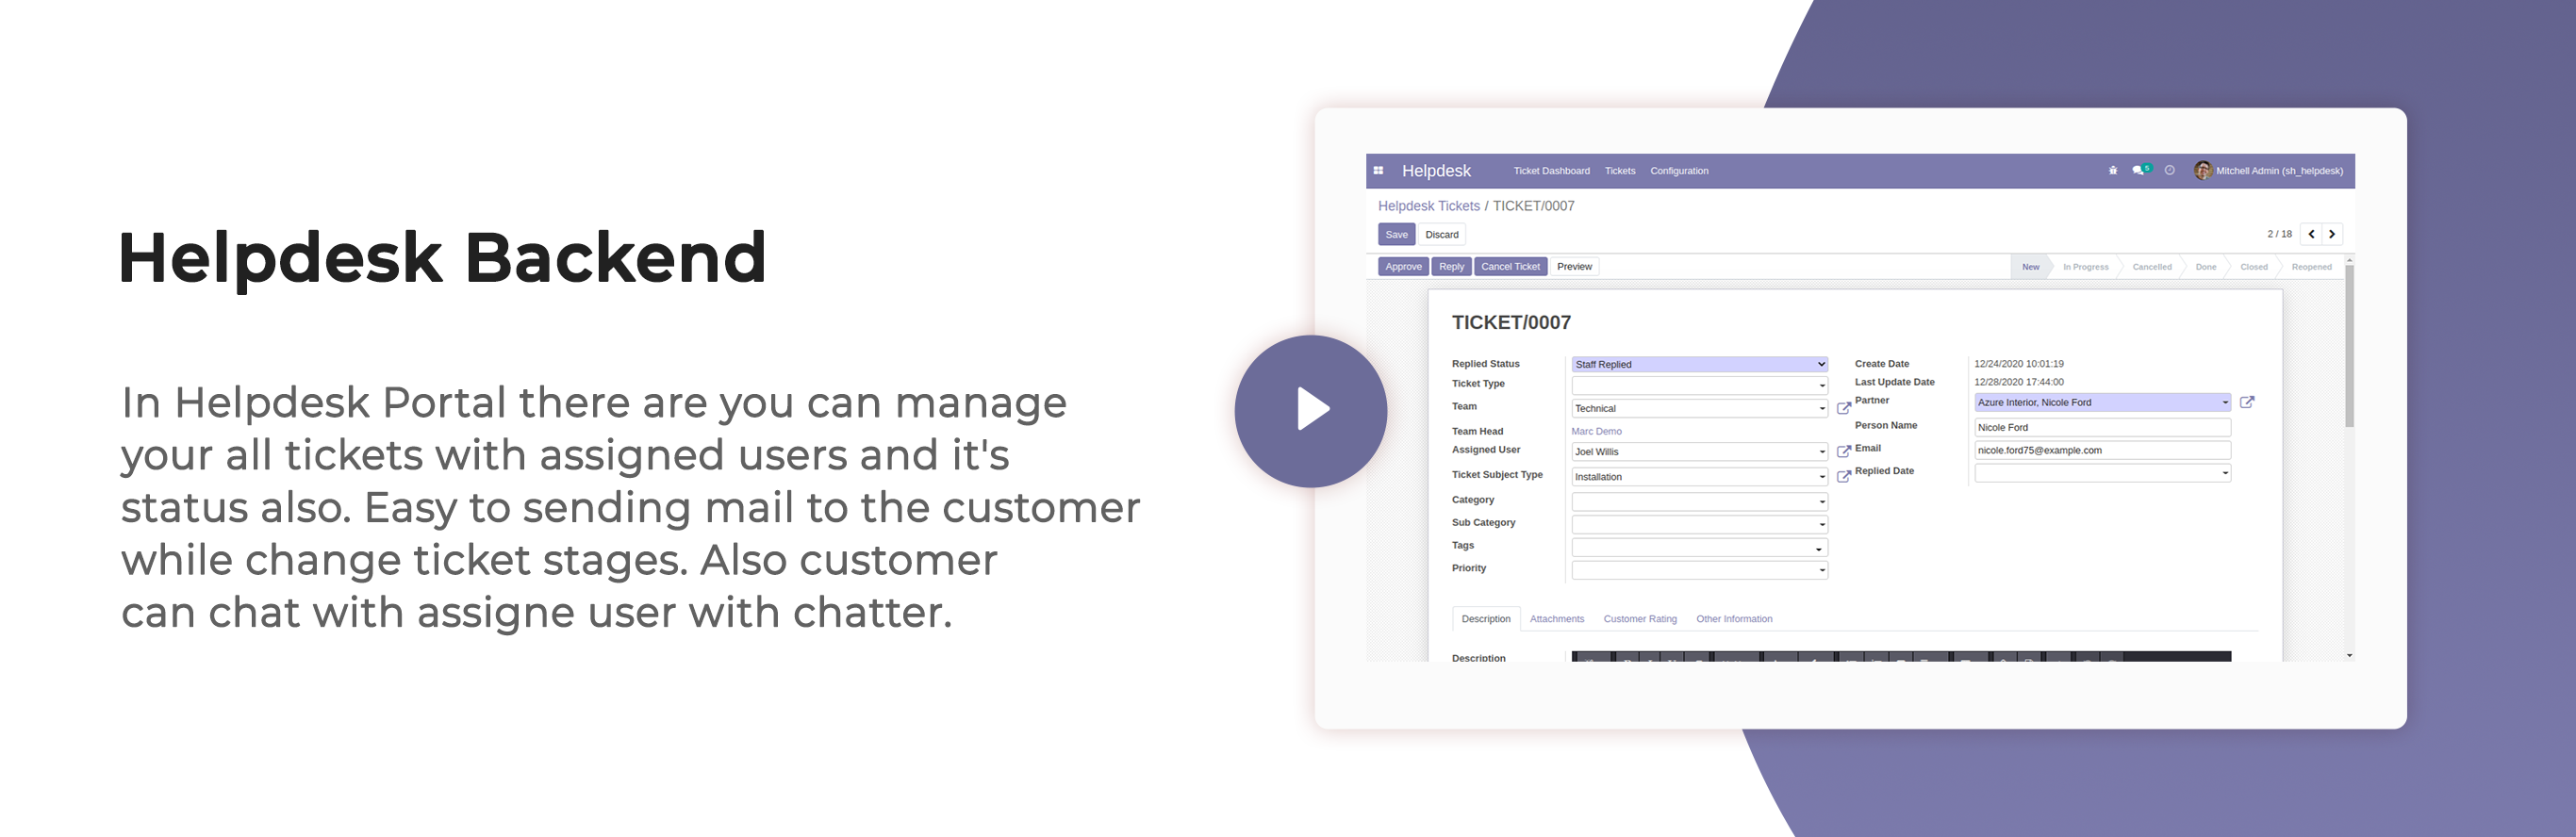 Helpdesk Backend
In Helpdesk Portal there are you can manage
your all tickets with assigned users and it's
status also. Easy to sending mail to the customer
while change ticket stages. Also customer
can chat with assigne user with chatter.
Helpdesk Ticket Dashboard Tickets Configuration 5 Mitchell Admin (sh_helpdesk)
Helpdesk Tickets / TICKET/0007
Save Discard 2 / 18
Approve Reply Cancel Ticket Preview New In Progress Cancelled Done Closed Reopened
TICKET/0007
Replied Status Staff Replied
Ticket Type
Team Technical
Team Head Marc Demo
Assigned User Joel Willis
Ticket Subject Type Installation
Category
Sub Category
Tags
Priority
Create Date 12/24/2020 10:01:19
Last Update Date 12/28/2020 17:44:00
Partner Azure Interior, Nicole Ford
Person Name Nicole Ford
Email nicole.ford75@example.com
Replied Date
Description Attachments Customer Rating Other Information
Description